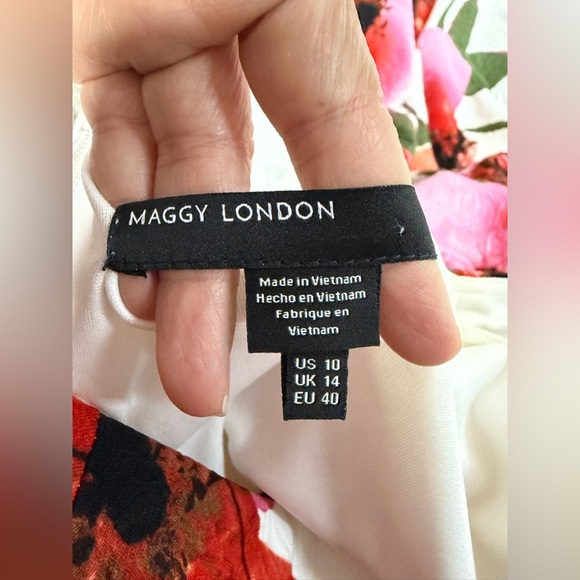 MAGGY LONDON
Made in Vietnam
Hecho en Vietnam
Fabrique en
Vietnam
US 10
UK 14
EU 40